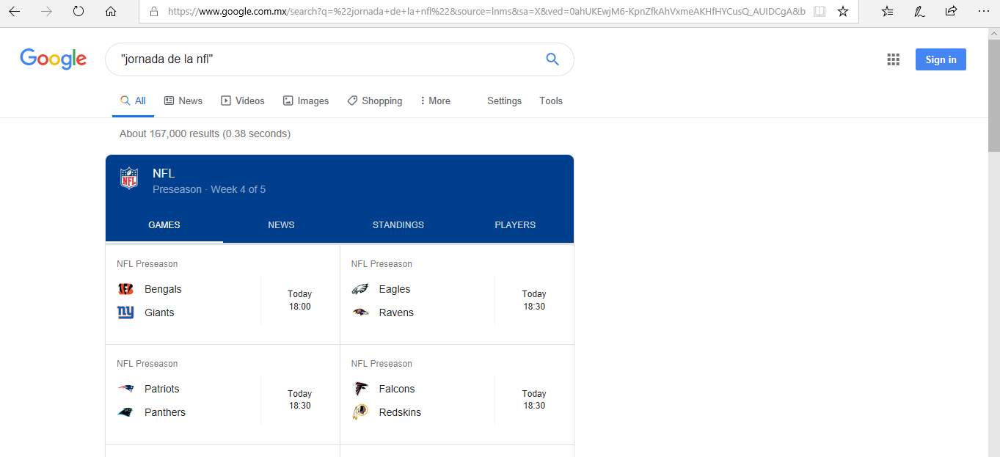 https://www.google.com.mx/search?q=%22jornada+de+la+nfl%22&source=lnms&sa=X&ved=0ahUKEwjM6-KpnZfkAhVxmeAKHfHYCusQ_AUIDCgA&b
Google
"jornada de la nfl"
Sign in
All News Videos Images Shopping More Settings Tools
About 167,000 results (0.38 seconds)
NFL
NFL
Preseason · Week 4 of 5
GAMES NEWS STANDINGS PLAYERS
NFL Preseason
Bengals
Giants
Today
18:00
NFL Preseason
Eagles
Ravens
Today
18:30
NFL Preseason
Patriots
Panthers
Today
18:30
NFL Preseason
Falcons
Redskins
Today
18:30